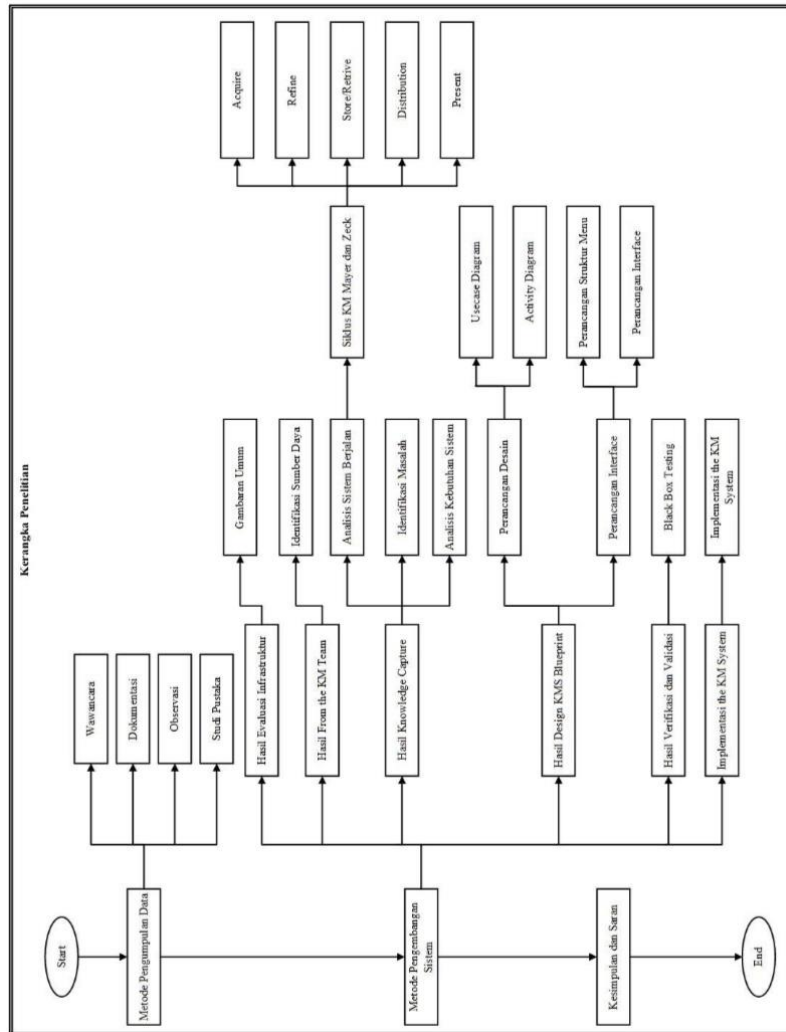 Kerangka Penelitian
Start
Metode Pengumpulan Data
Wawancara
Dokumentasi
Observasi
Studi Pustaka
Metode Pengembangan
Sistem
Hasil Evaluasi Infrastruktur
Gambaran Umum
Hasil From the KM Team
Identifikasi Sumber Daya
Hasil Knowledge Capture
Analisis Sistem Berjalan
Siklus KM Mayer dan Zeck
Acquire
Refine
Store/Retrive
Distribution
Present
Identifikasi Masalah
Analisis Kebutuhan Sistem
Hasil Design KMS Blueprint
Perancangan Desain
Usecase Diagram
Activity Diagram
Perancangan Interface
Perancangan Struktur Menu
Perancangan Interface
Hasil Verifikasi dan Validasi
Black Box Testing
Implementasi the KM System
Implementasi the KM
System
Kesimpulan dan Saran
End